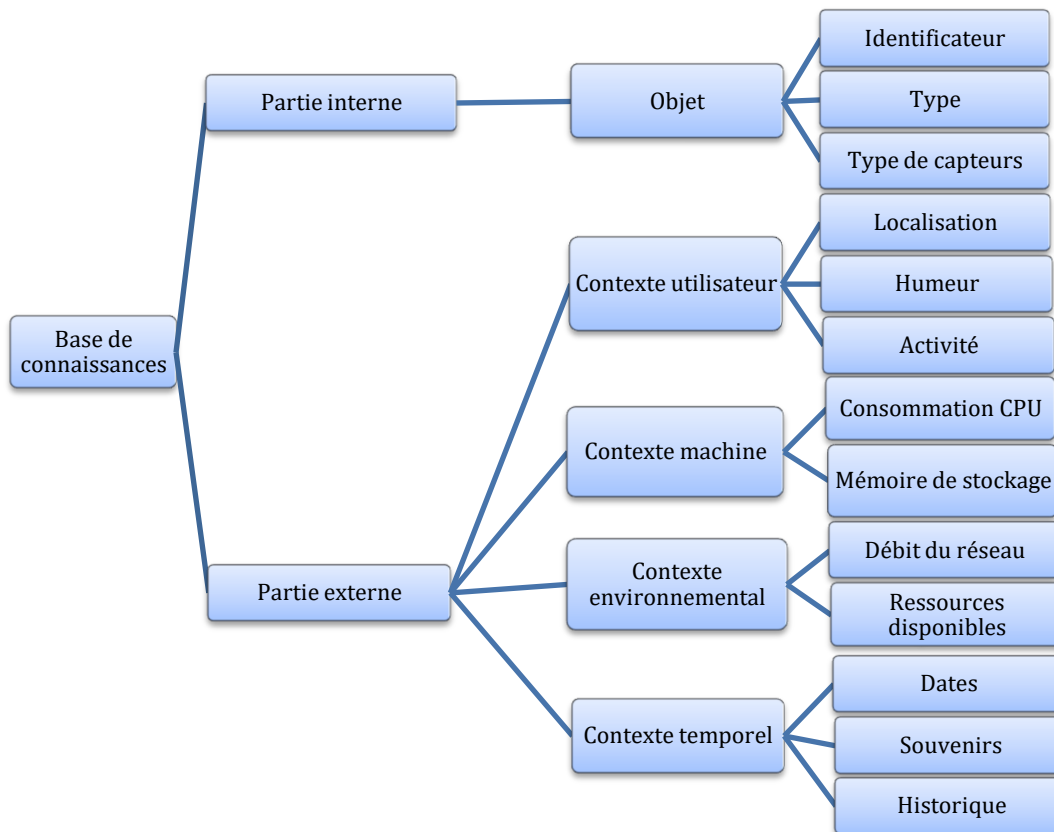 Identificateur
Partie interne
Objet
Type
Type de capteurs
Localisation
Contexte utilisateur
Humeur
Base de
connaissances
Activité
Consommation CPU
Contexte machine
Mémoire de stockage
Débit du réseau
Partie externe
Contexte
environnemental
Ressources
disponibles
Dates
Contexte temporel
Souvenirs
Historique